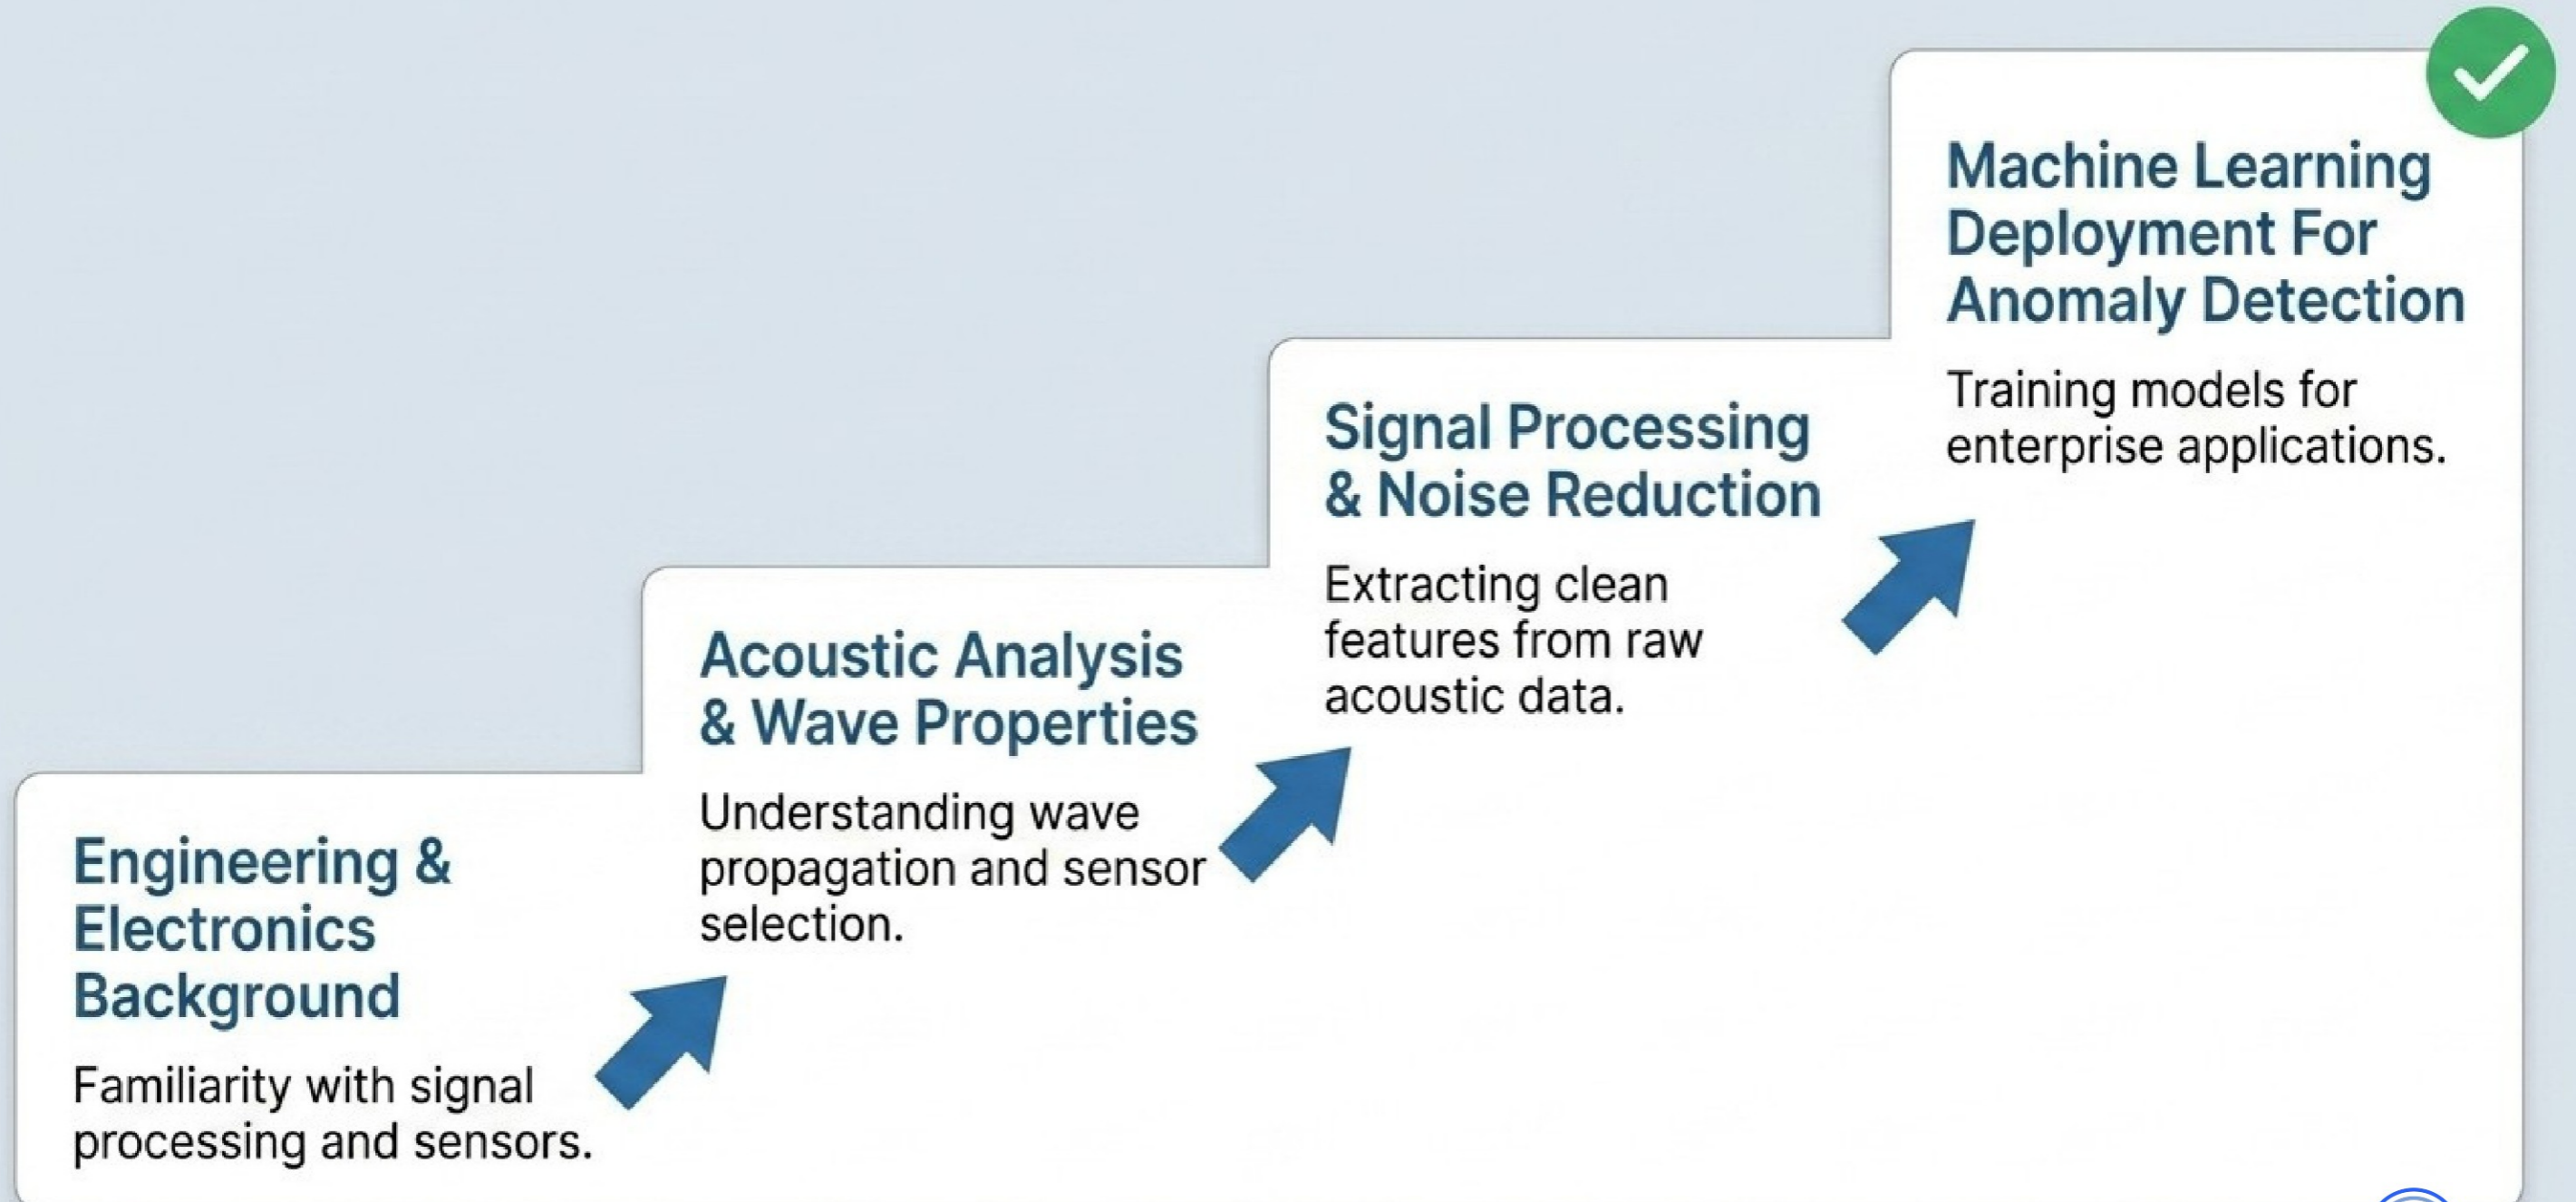 Engineering &
Electronics
Background
Familiarity with signal
processing and sensors.
Acoustic Analysis
& Wave Properties
Understanding wave
propagation and sensor
selection.
Signal Processing
& Noise Reduction
Extracting clean
features from raw
acoustic data.
Machine Learning
Deployment For
Anomaly Detection
Training models for
enterprise applications.